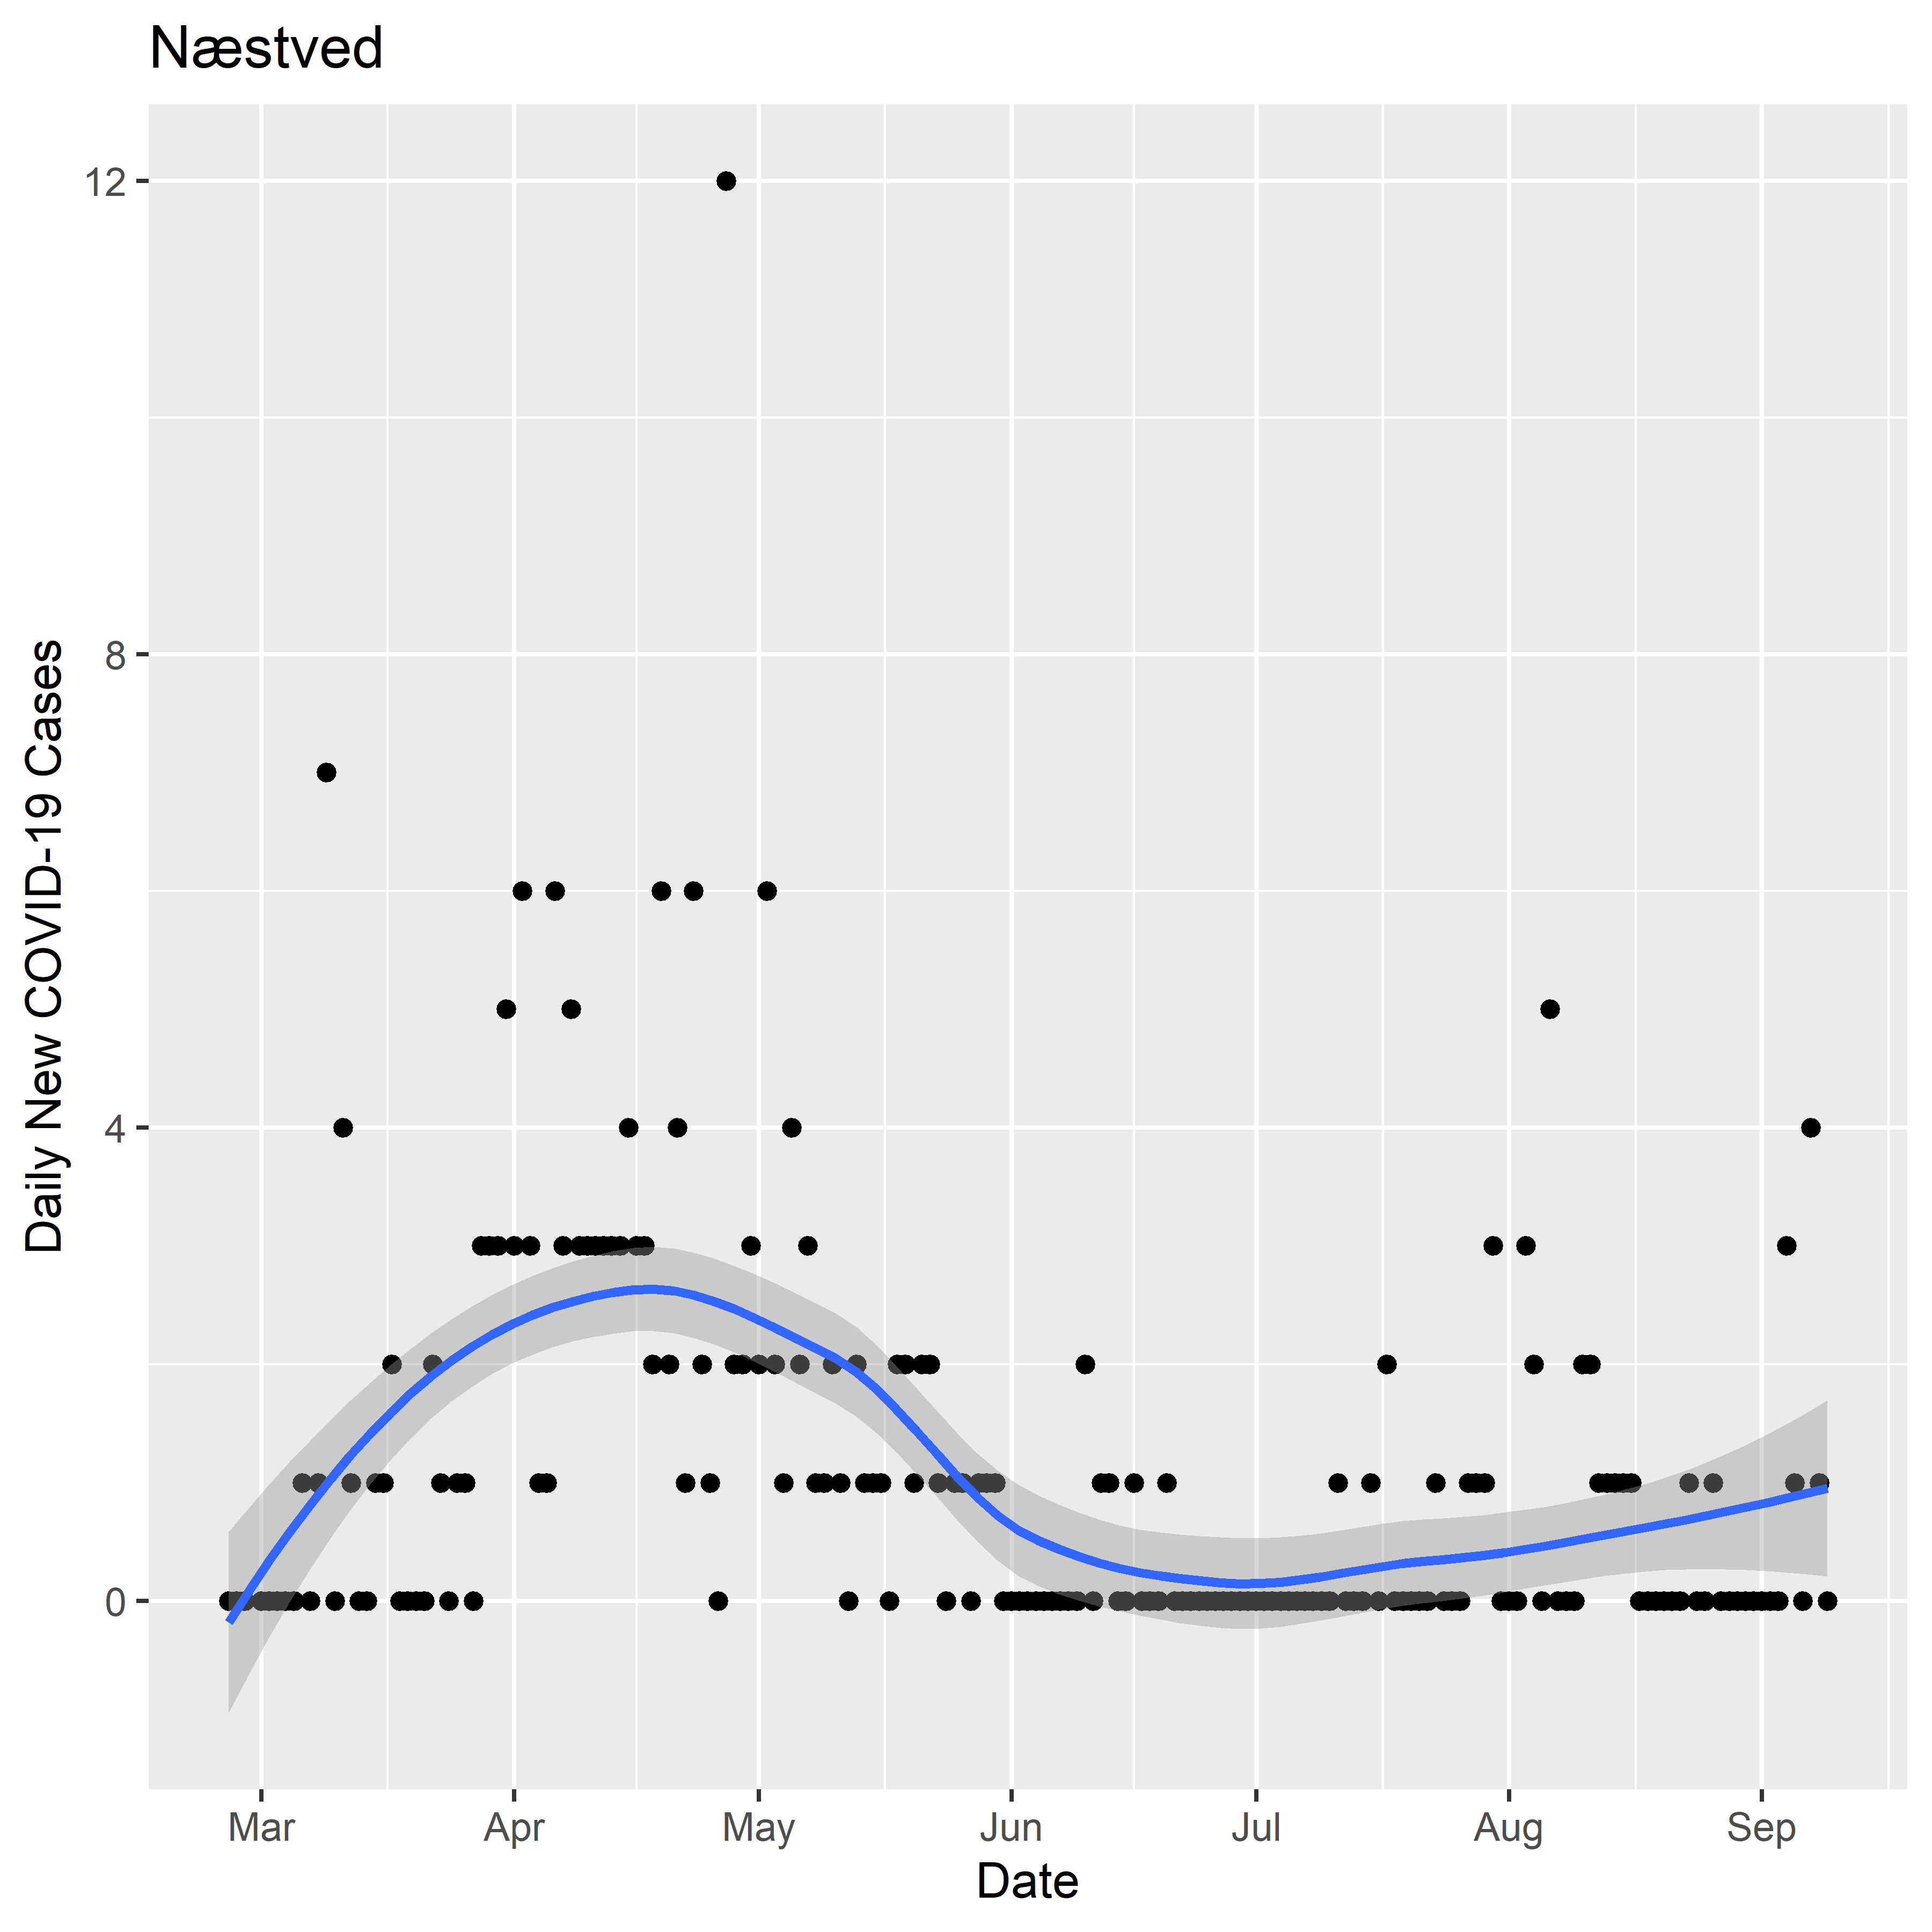 Næstved
Daily New COVID-19 Cases
12
8
4
0
Mar Apr May Jun Jul Aug Sep
Date